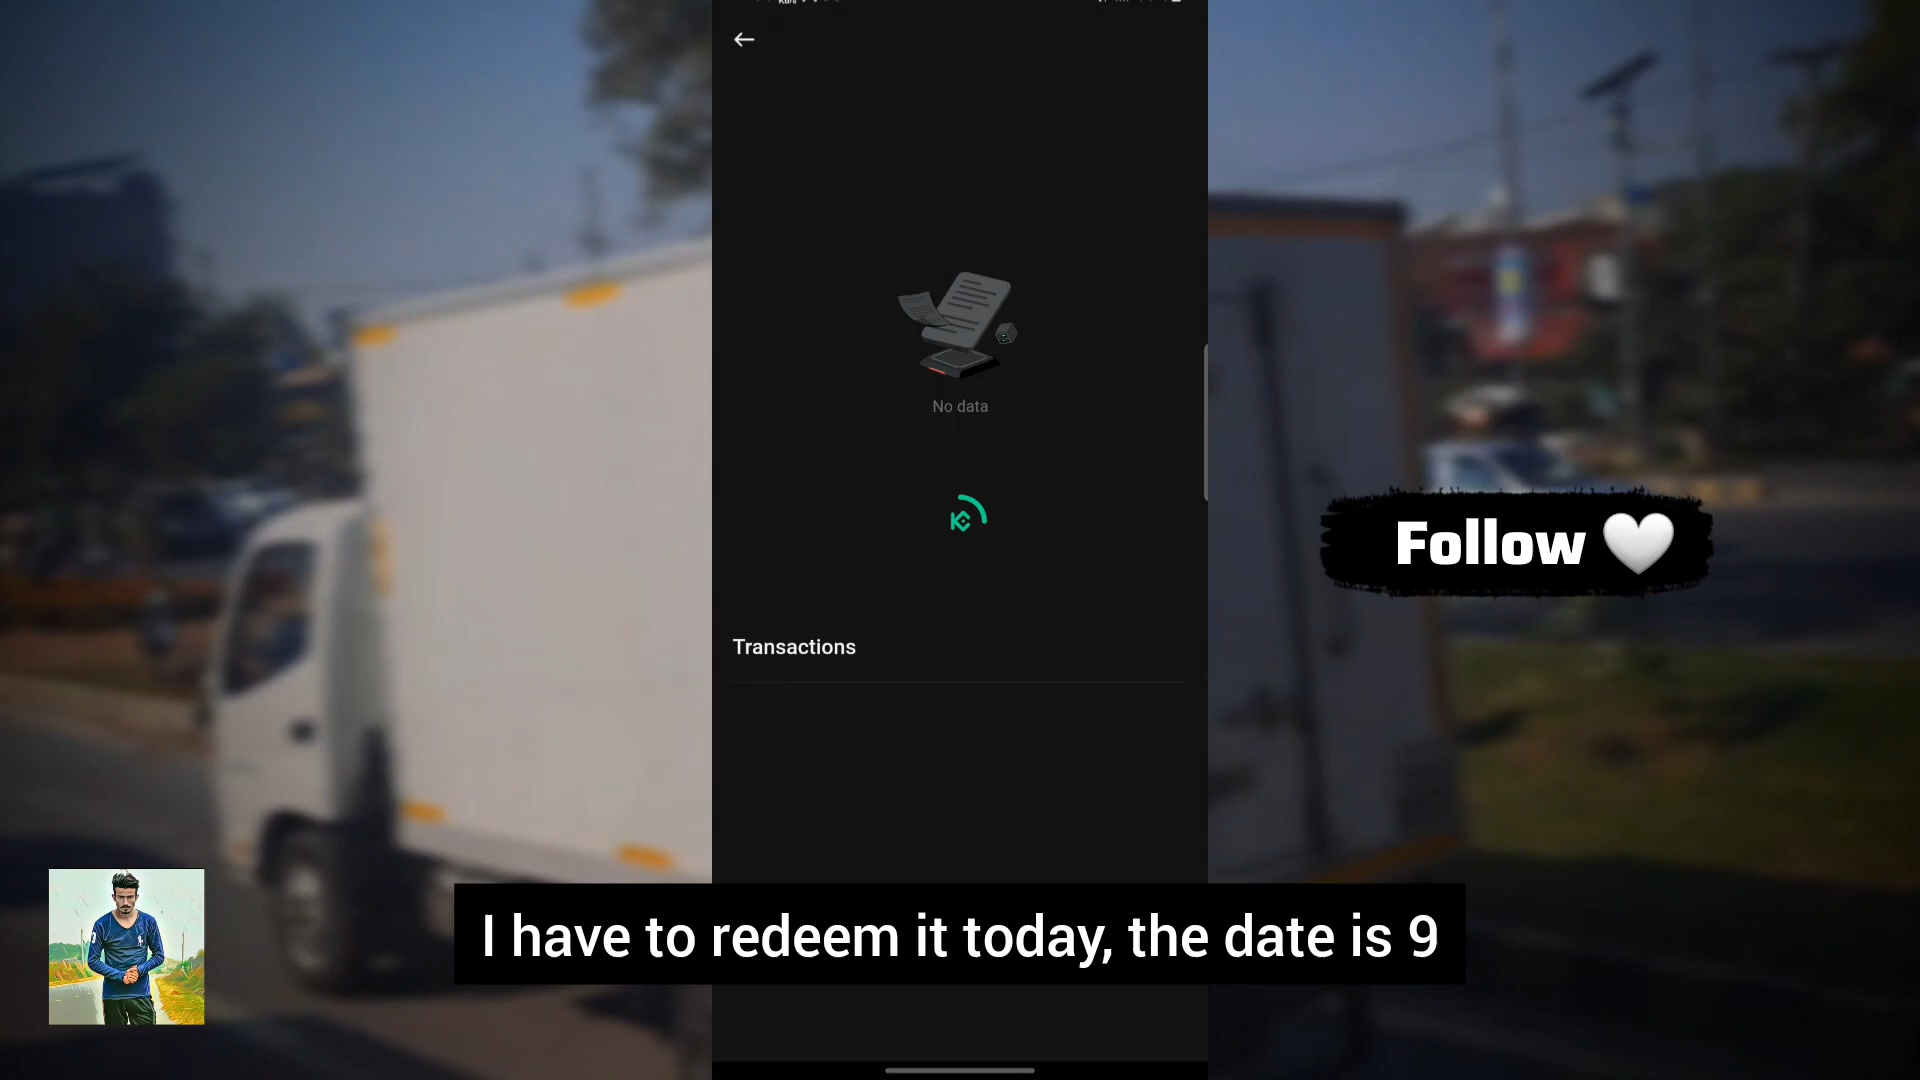 No data
Follow 🤍
Transactions
I have to redeem it today, the date is 9